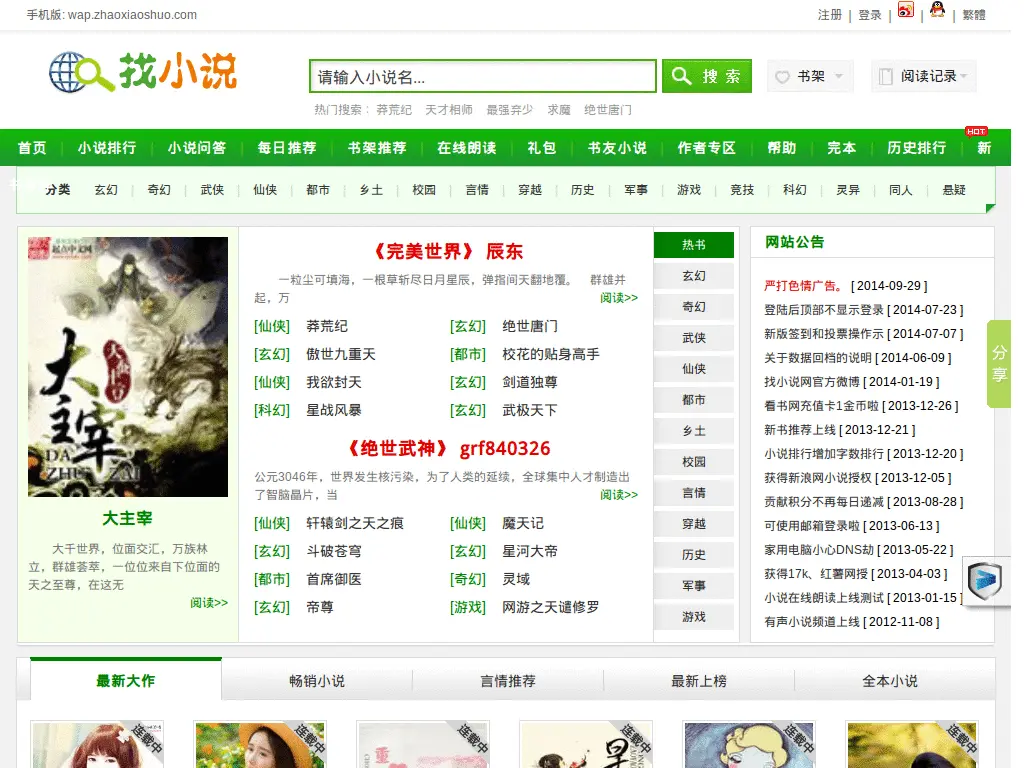 手机版: wap.zhaoxiaoshuo.com
注册 | 登录 | | | 繁體
找小说
请输入小说名...
搜 索
书架
阅读记录
热门搜索： 莽荒纪 天才相师 最强弃少 求魔 绝世唐门
HOT
首页 小说排行 小说问答 每日推荐 书架推荐 在线朗读 礼包 书友小说 作者专区 帮助 完本 历史排行 新
分类 玄幻 奇幻 武侠 仙侠 都市 乡土 校园 言情 穿越 历史 军事 游戏 竞技 科幻 灵异 同人 悬疑
起点中文网
大主宰
DA
ZHU ZAI
大主宰
大千世界，位面交汇，万族林
立，群雄荟萃，一位位来自下位面的
天之至尊，在这无
阅读>>
《完美世界》 辰东
一粒尘可填海，一根草斩尽日月星辰，弹指间天翻地覆。 群雄并
起，万
阅读>>
[仙侠] 莽荒纪 [玄幻] 绝世唐门
[玄幻] 傲世九重天 [都市] 校花的贴身高手
[仙侠] 我欲封天 [玄幻] 剑道独尊
[科幻] 星战风暴 [玄幻] 武极天下
《绝世武神》 grf840326
公元3046年，世界发生核污染，为了人类的延续，全球集中人才制造出
了智脑晶片，当
阅读>>
[仙侠] 轩辕剑之天之痕 [仙侠] 魔天记
[玄幻] 斗破苍穹 [玄幻] 星河大帝
[都市] 首席御医 [奇幻] 灵域
[玄幻] 帝尊 [游戏] 网游之天谴修罗
热书
玄幻
奇幻
武侠
仙侠
都市
乡土
校园
言情
穿越
历史
军事
游戏
网站公告
严打色情广告。 [ 2014-09-29 ]
登陆后顶部不显示登录 [ 2014-07-23 ]
新版签到和投票操作示 [ 2014-07-07 ]
关于数据回档的说明 [ 2014-06-09 ]
找小说网官方微博 [ 2014-01-19 ]
看书网充值卡1金币啦 [ 2013-12-26 ]
新书推荐上线 [ 2013-12-21 ]
小说排行增加字数排行 [ 2013-12-20 ]
获得新浪网小说授权 [ 2013-12-05 ]
贡献积分不再每日递减 [ 2013-08-28 ]
可使用邮箱登录啦 [ 2013-06-13 ]
家用电脑小心DNS劫 [ 2013-05-22 ]
获得17k、红薯网授 [ 2013-04-03 ]
小说在线朗读上线测试 [ 2013-01-15 ]
有声小说频道上线 [ 2012-11-08 ]
分享
最新大作 畅销小说 言情推荐 最新上榜 全本小说
连载中 连载中 连载中 连载中 连载中 连载中
重
早